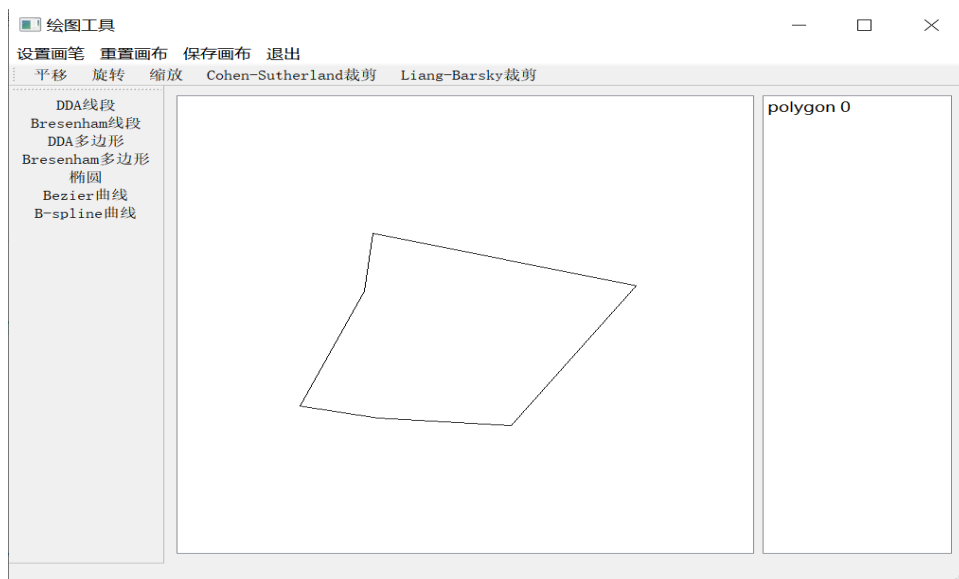 绘图工具
设置画笔 重置画布 保存画布 退出
平移 旋转 缩放 Cohen-Sutherland裁剪 Liang-Barsky裁剪
DDA线段
Bresenham线段
DDA多边形
Bresenham多边形
椭圆
Bezier曲线
B-spline曲线
polygon 0